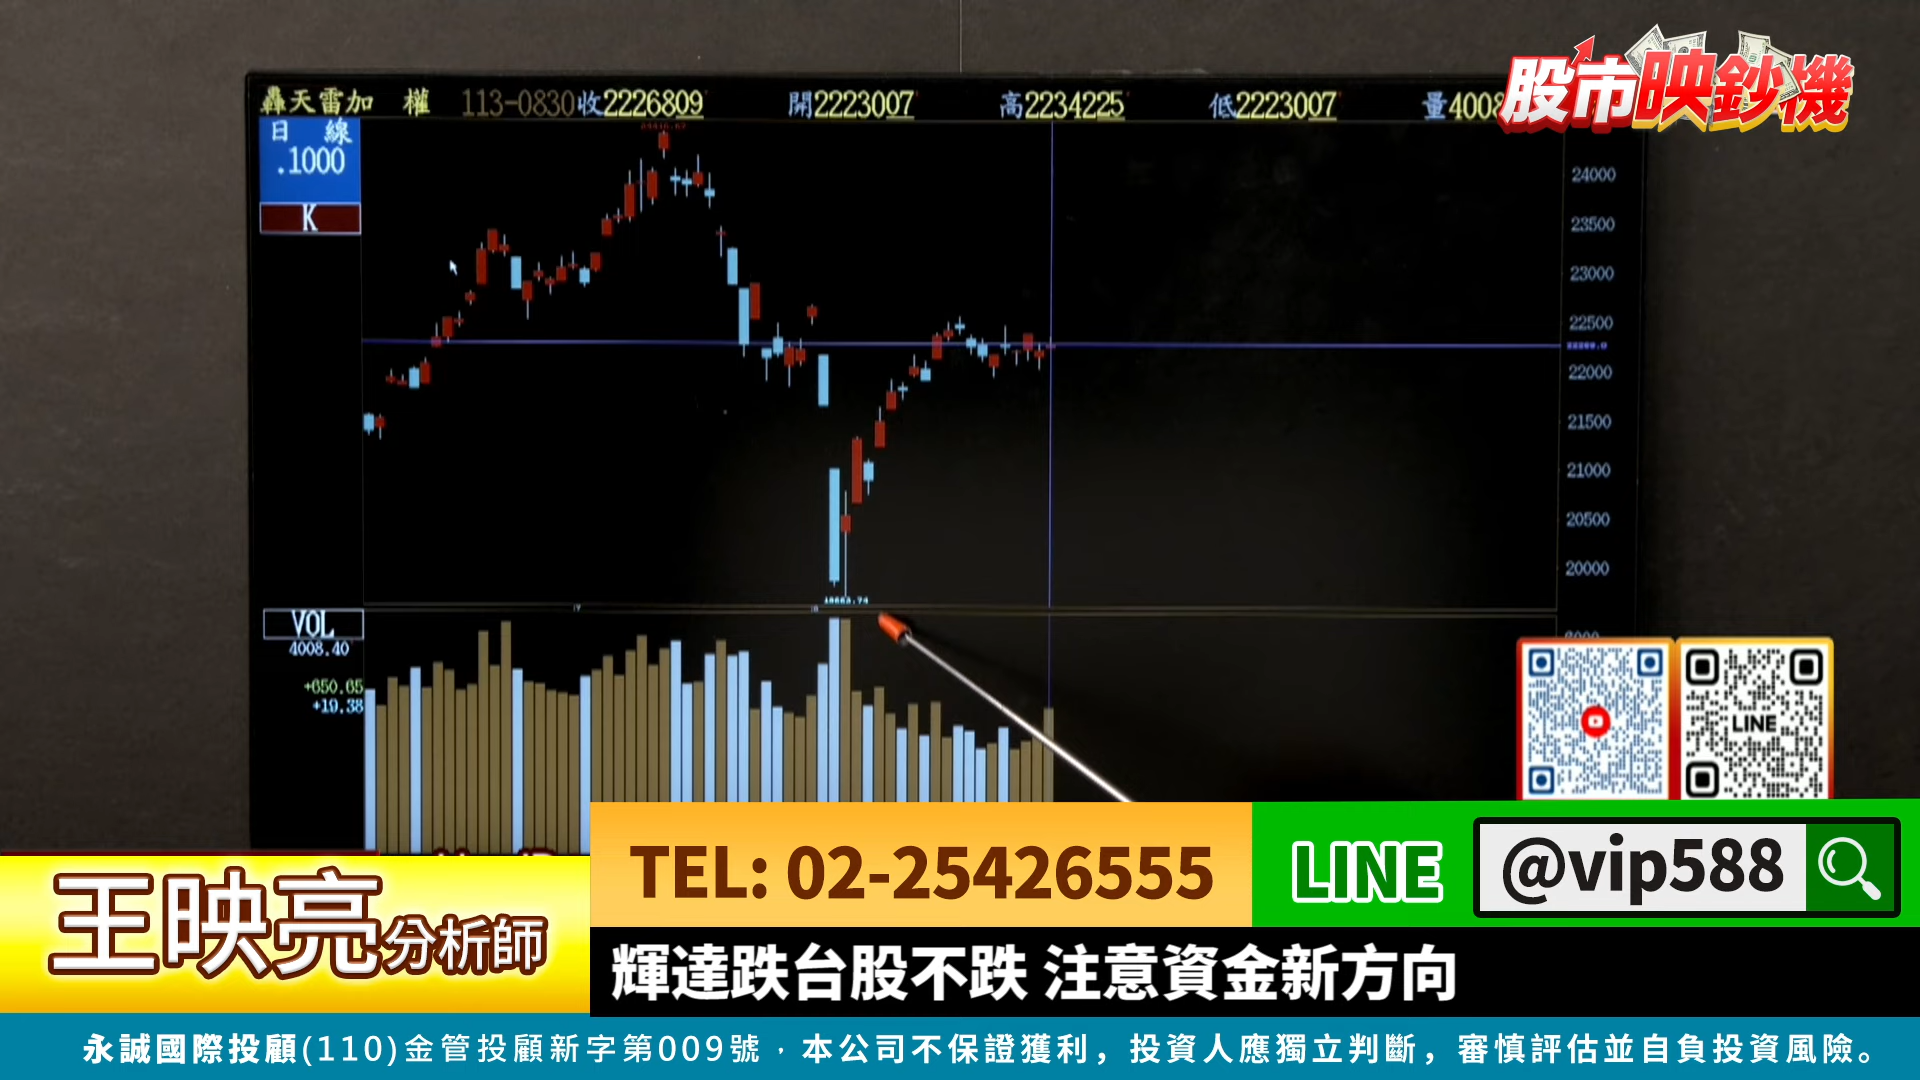 股市映鈔機
轟天雷加 權 113-0830 收2226809 開2223007 高2234225 低2223007 量4008
日 線
.1000
K
24000
23500
23000
22500
22000
21500
21000
20500
20000
VOL
4008.40
+650.65
+19.38
LINE
TEL: 02-25426555
LINE @vip588
王映亮分析師
輝達跌台股不跌 注意資金新方向
永誠國際投顧(110)金管投顧新字第009號，本公司不保證獲利，投資人應獨立判斷，審慎評估並自負投資風險。